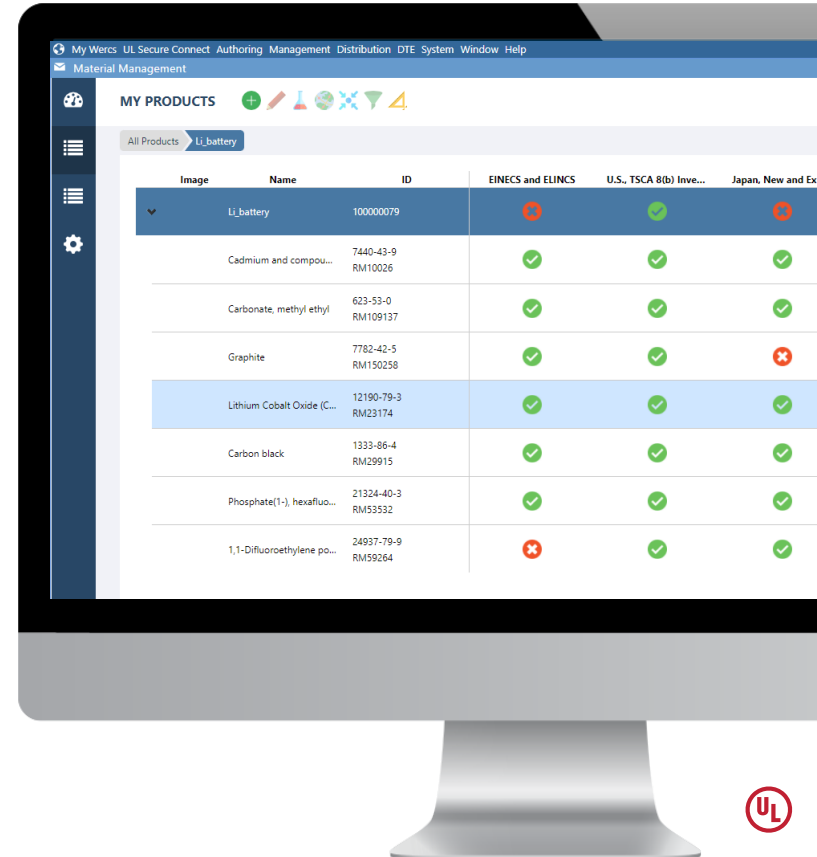 My Wercs UL Secure Connect Authoring Management Distribution DTE System Window Help
Material Management
MY PRODUCTS
All Products Li_battery
Image Name ID EINECS and ELINCS U.S., TSCA 8(b) Inve... Japan, New and Ex
Li_battery 100000079
Cadmium and compou... 7440-43-9
RM10026
Carbonate, methyl ethyl 623-53-0
RM109137
Graphite 7782-42-5
RM150258
Lithium Cobalt Oxide (C... 12190-79-3
RM23174
Carbon black 1333-86-4
RM29915
Phosphate(1-), hexafluo... 21324-40-3
RM53532
1,1-Difluoroethylene po... 24937-79-9
RM59264
UL